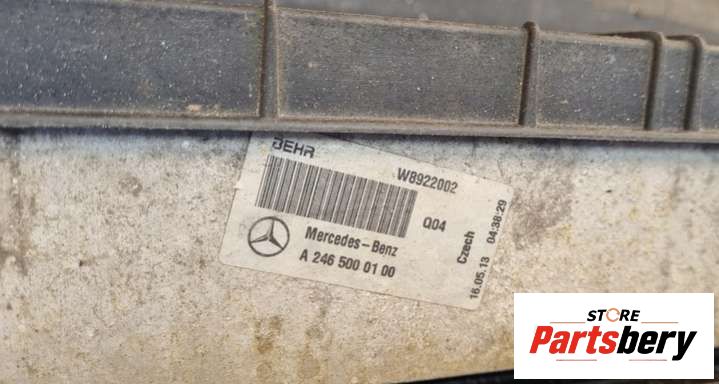 BEHR
W8922002
Q04
Mercedes-Benz
A 246 500 01 00
Czech
16.05.13 04:38:29
STORE
Partsbery